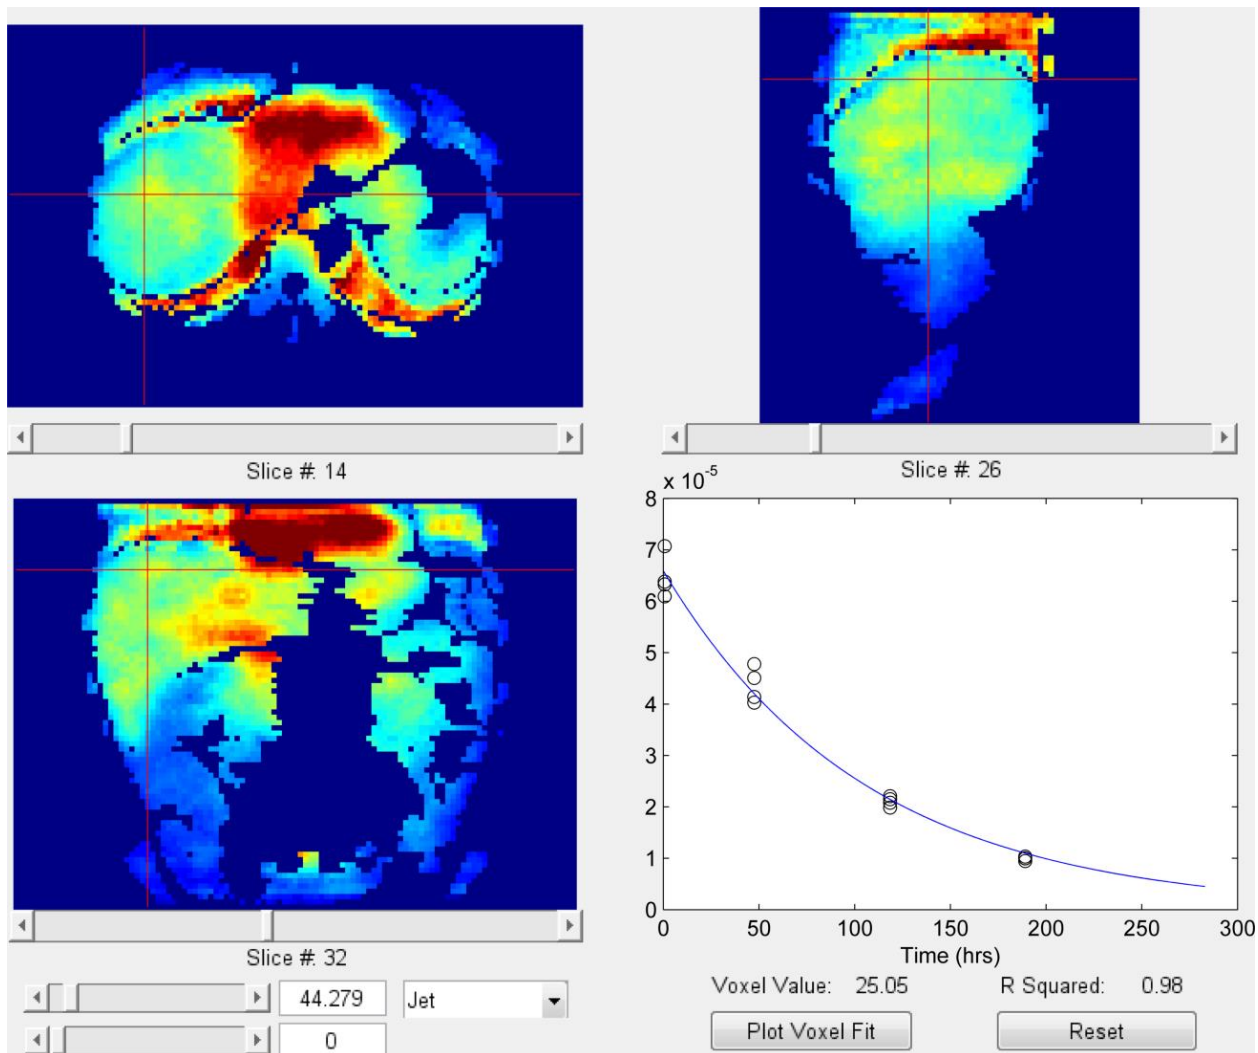 Slice #: 14
Slice #: 26
x 10-5
8
7
6
5
4
3
2
1
0
0 50 100 150 200 250 300
Time (hrs)
Slice #: 32
44.279
Jet
0
Voxel Value: 25.05
R Squared: 0.98
Plot Voxel Fit
Reset